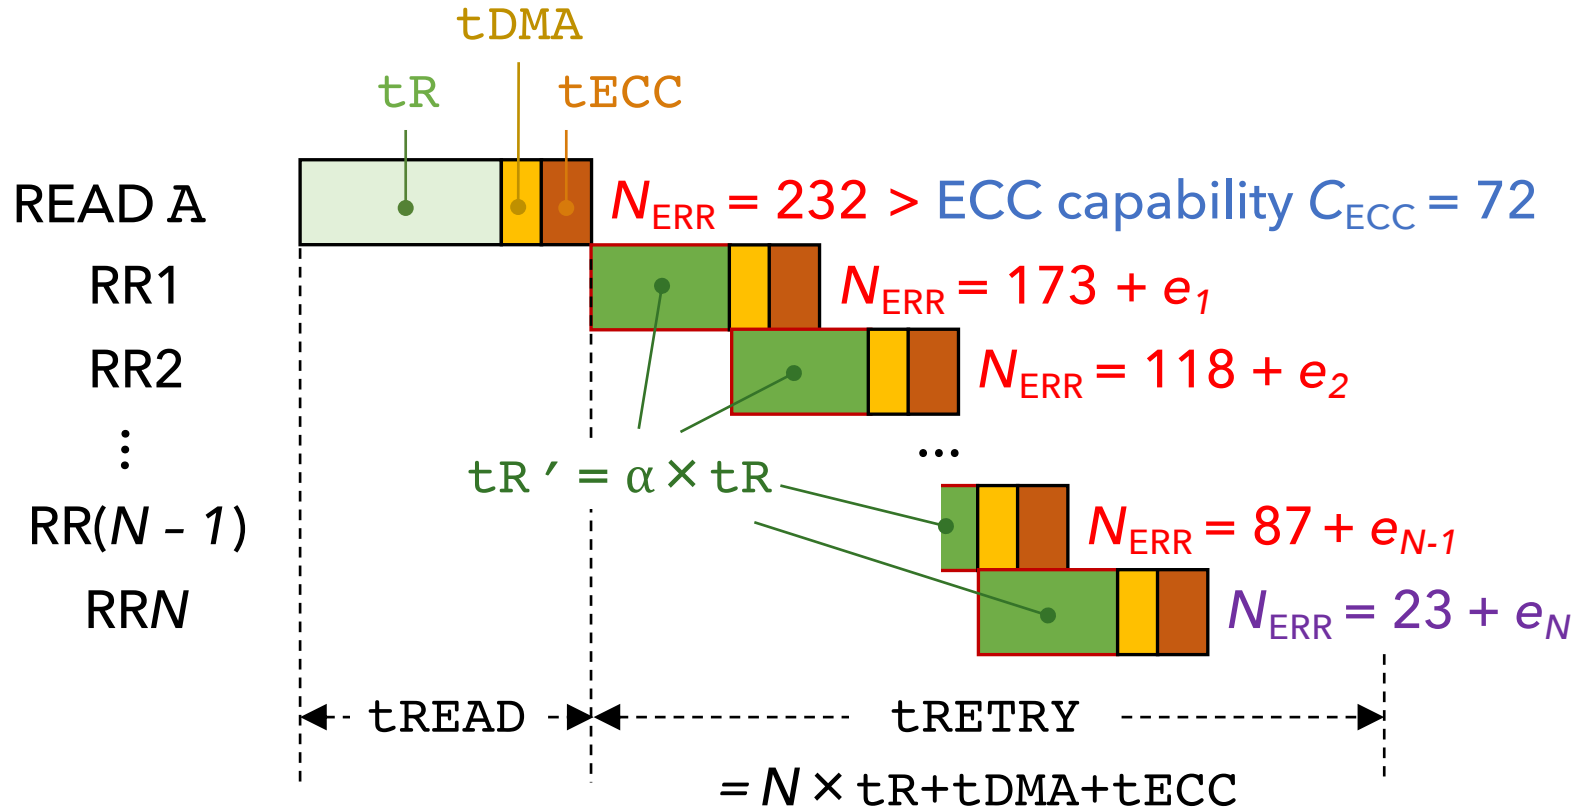 tDMA
tR
tECC
READ A
N_ERR = 232 > ECC capability C_ECC = 72
RR1
N_ERR = 173 + e_1
RR2
N_ERR = 118 + e_2
⋮
...
tR′ = α × tR
RR(N - 1)
N_ERR = 87 + e_N-1
RRN
N_ERR = 23 + e_N
tREAD
tRETRY
= N × tR+tDMA+tECC